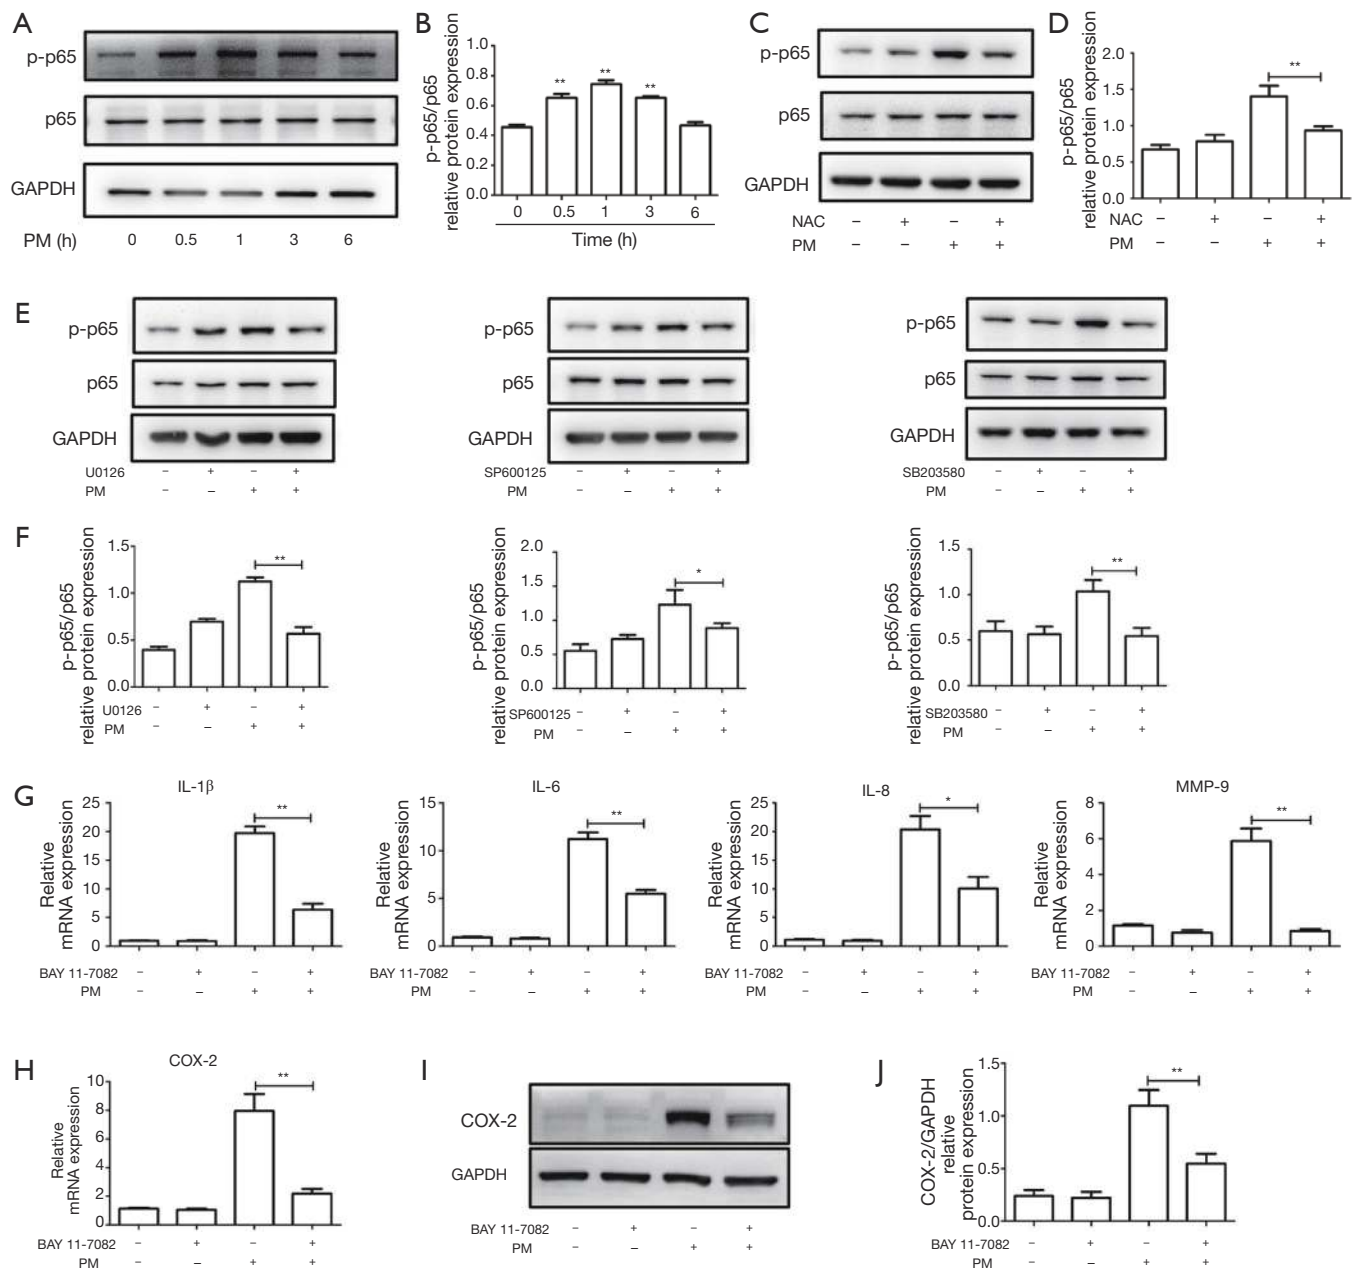 A
p-p65
p65
GAPDH
PM (h) 0 0.5 1 3 6
B
p-p65/p65
relative protein expression
1.0
0.8
0.6
0.4
0.2
0.0
** ** **
0 0.5 1 3 6
Time (h)
C
p-p65
p65
GAPDH
NAC – + – +
PM – – + +
D
p-p65/p65
relative protein expression
2.0
1.5
1.0
0.5
0.0
**
NAC – + – +
PM – – + +
E
p-p65
p65
GAPDH
U0126 – + – +
PM – – + +
p-p65
p65
GAPDH
SP600125 – + – +
PM – – + +
p-p65
p65
GAPDH
SB203580 – + – +
PM – – + +
F
p-p65/p65
relative protein expression
1.5
1.0
0.5
0.0
**
U0126 – + – +
PM – – + +
p-p65/p65
relative protein expression
2.0
1.5
1.0
0.5
0.0
*
SP600125 – + – +
PM – – + +
p-p65/p65
relative protein expression
1.5
1.0
0.5
0.0
**
SB203580 – + – +
PM – – + +
G
IL-1β
Relative
mRNA expression
25
20
15
10
5
0
**
BAY 11-7082 – + – +
PM – – + +
IL-6
Relative
mRNA expression
15
10
5
0
**
BAY 11-7082 – + – +
PM – – + +
IL-8
Relative
mRNA expression
25
20
15
10
5
0
*
BAY 11-7082 – + – +
PM – – + +
MMP-9
Relative
mRNA expression
8
6
4
2
0
**
BAY 11-7082 – + – +
PM – – + +
H
COX-2
Relative
mRNA expression
10
8
6
4
2
0
**
BAY 11-7082 – + – +
PM – – + +
I
COX-2
GAPDH
BAY 11-7082 – + – +
PM – – + +
J
COX-2/GAPDH
relative
protein expression
1.5
1.0
0.5
0.0
**
BAY 11-7082 – + – +
PM – – + +